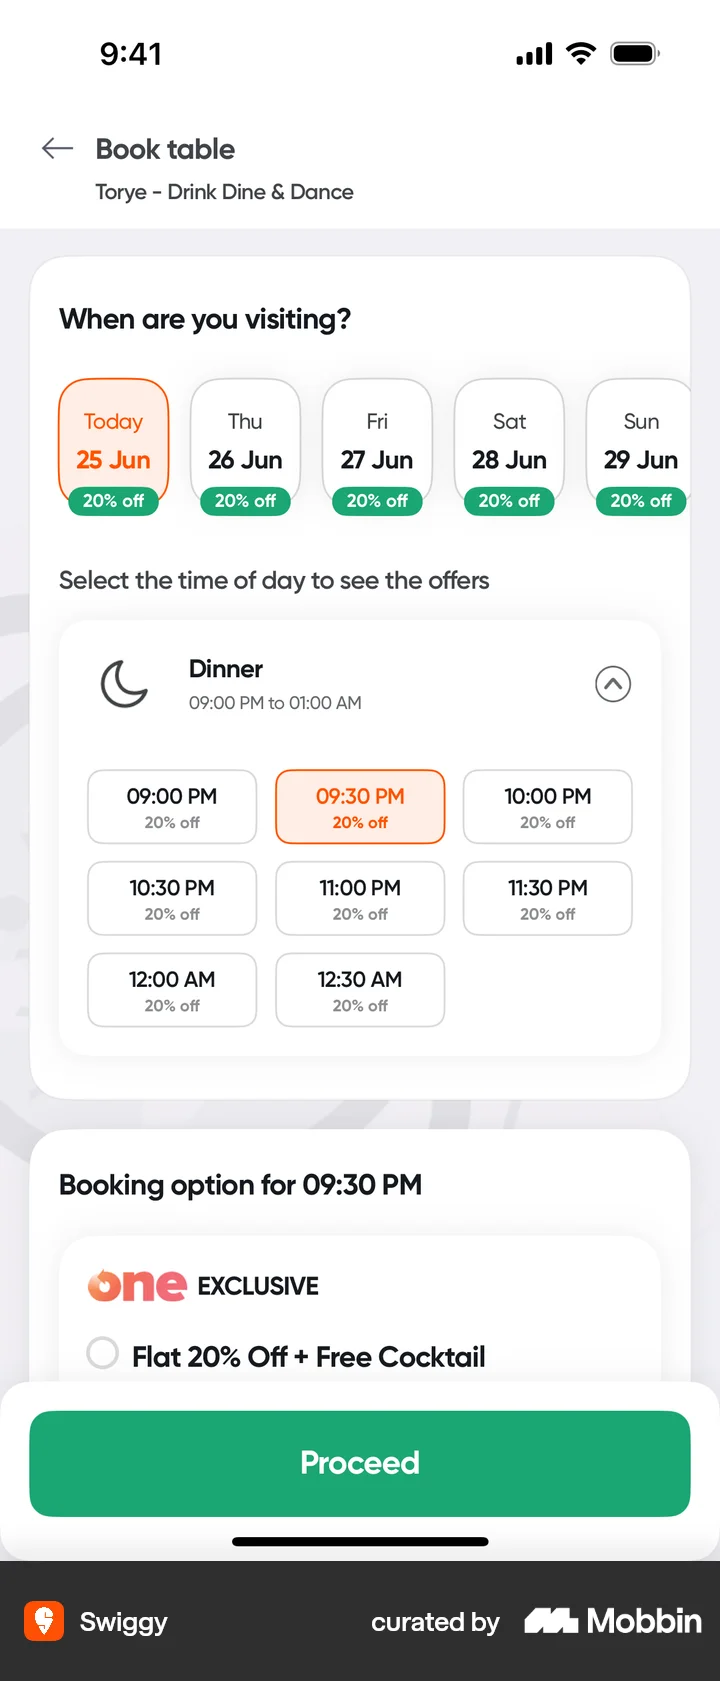 9:41
Book table
Torye - Drink Dine & Dance
When are you visiting?
Today Thu Fri Sat Sun
25 Jun 26 Jun 27 Jun 28 Jun 29 Jun
20% off 20% off 20% off 20% off 20% off
Select the time of day to see the offers
Dinner
09:00 PM to 01:00 AM
09:00 PM 09:30 PM 10:00 PM
20% off 20% off 20% off
10:30 PM 11:00 PM 11:30 PM
20% off 20% off 20% off
12:00 AM 12:30 AM
20% off 20% off
Booking option for 09:30 PM
one EXCLUSIVE
Flat 20% Off + Free Cocktail
Proceed
Swiggy curated by Mobbin